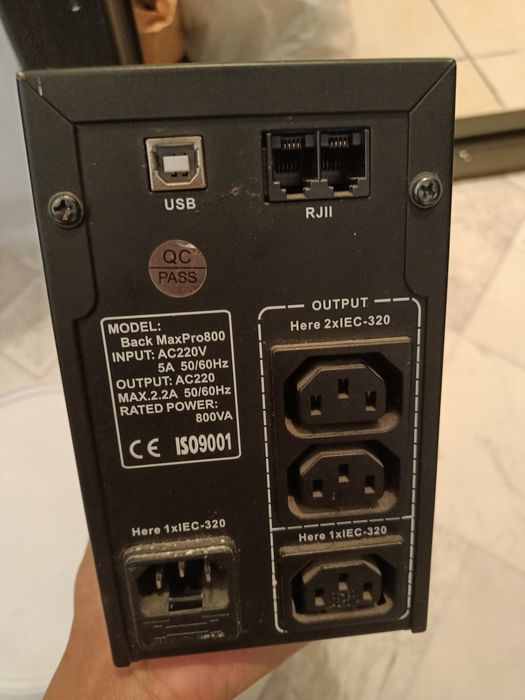 USB
RJII
QC
PASS
MODEL:
Back MaxPro800
INPUT: AC220V
5A 50/60Hz
OUTPUT: AC220
MAX.2.2A 50/60Hz
RATED POWER:
800VA
CE ISO9001
OUTPUT
Here 2xIEC-320
Here 1xIEC-320
Here 1xIEC-320